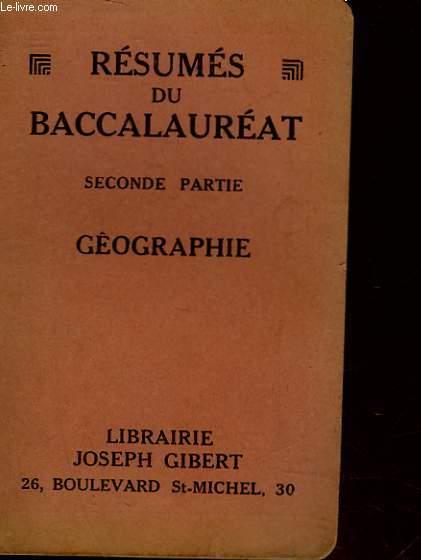 Le-livre.com
RÉSUMÉS
DU
BACCALAURÉAT
SECONDE PARTIE
GÊOGRAPHIE
LIBRAIRIE
JOSEPH GIBERT
26, BOULEVARD St-MICHEL, 30